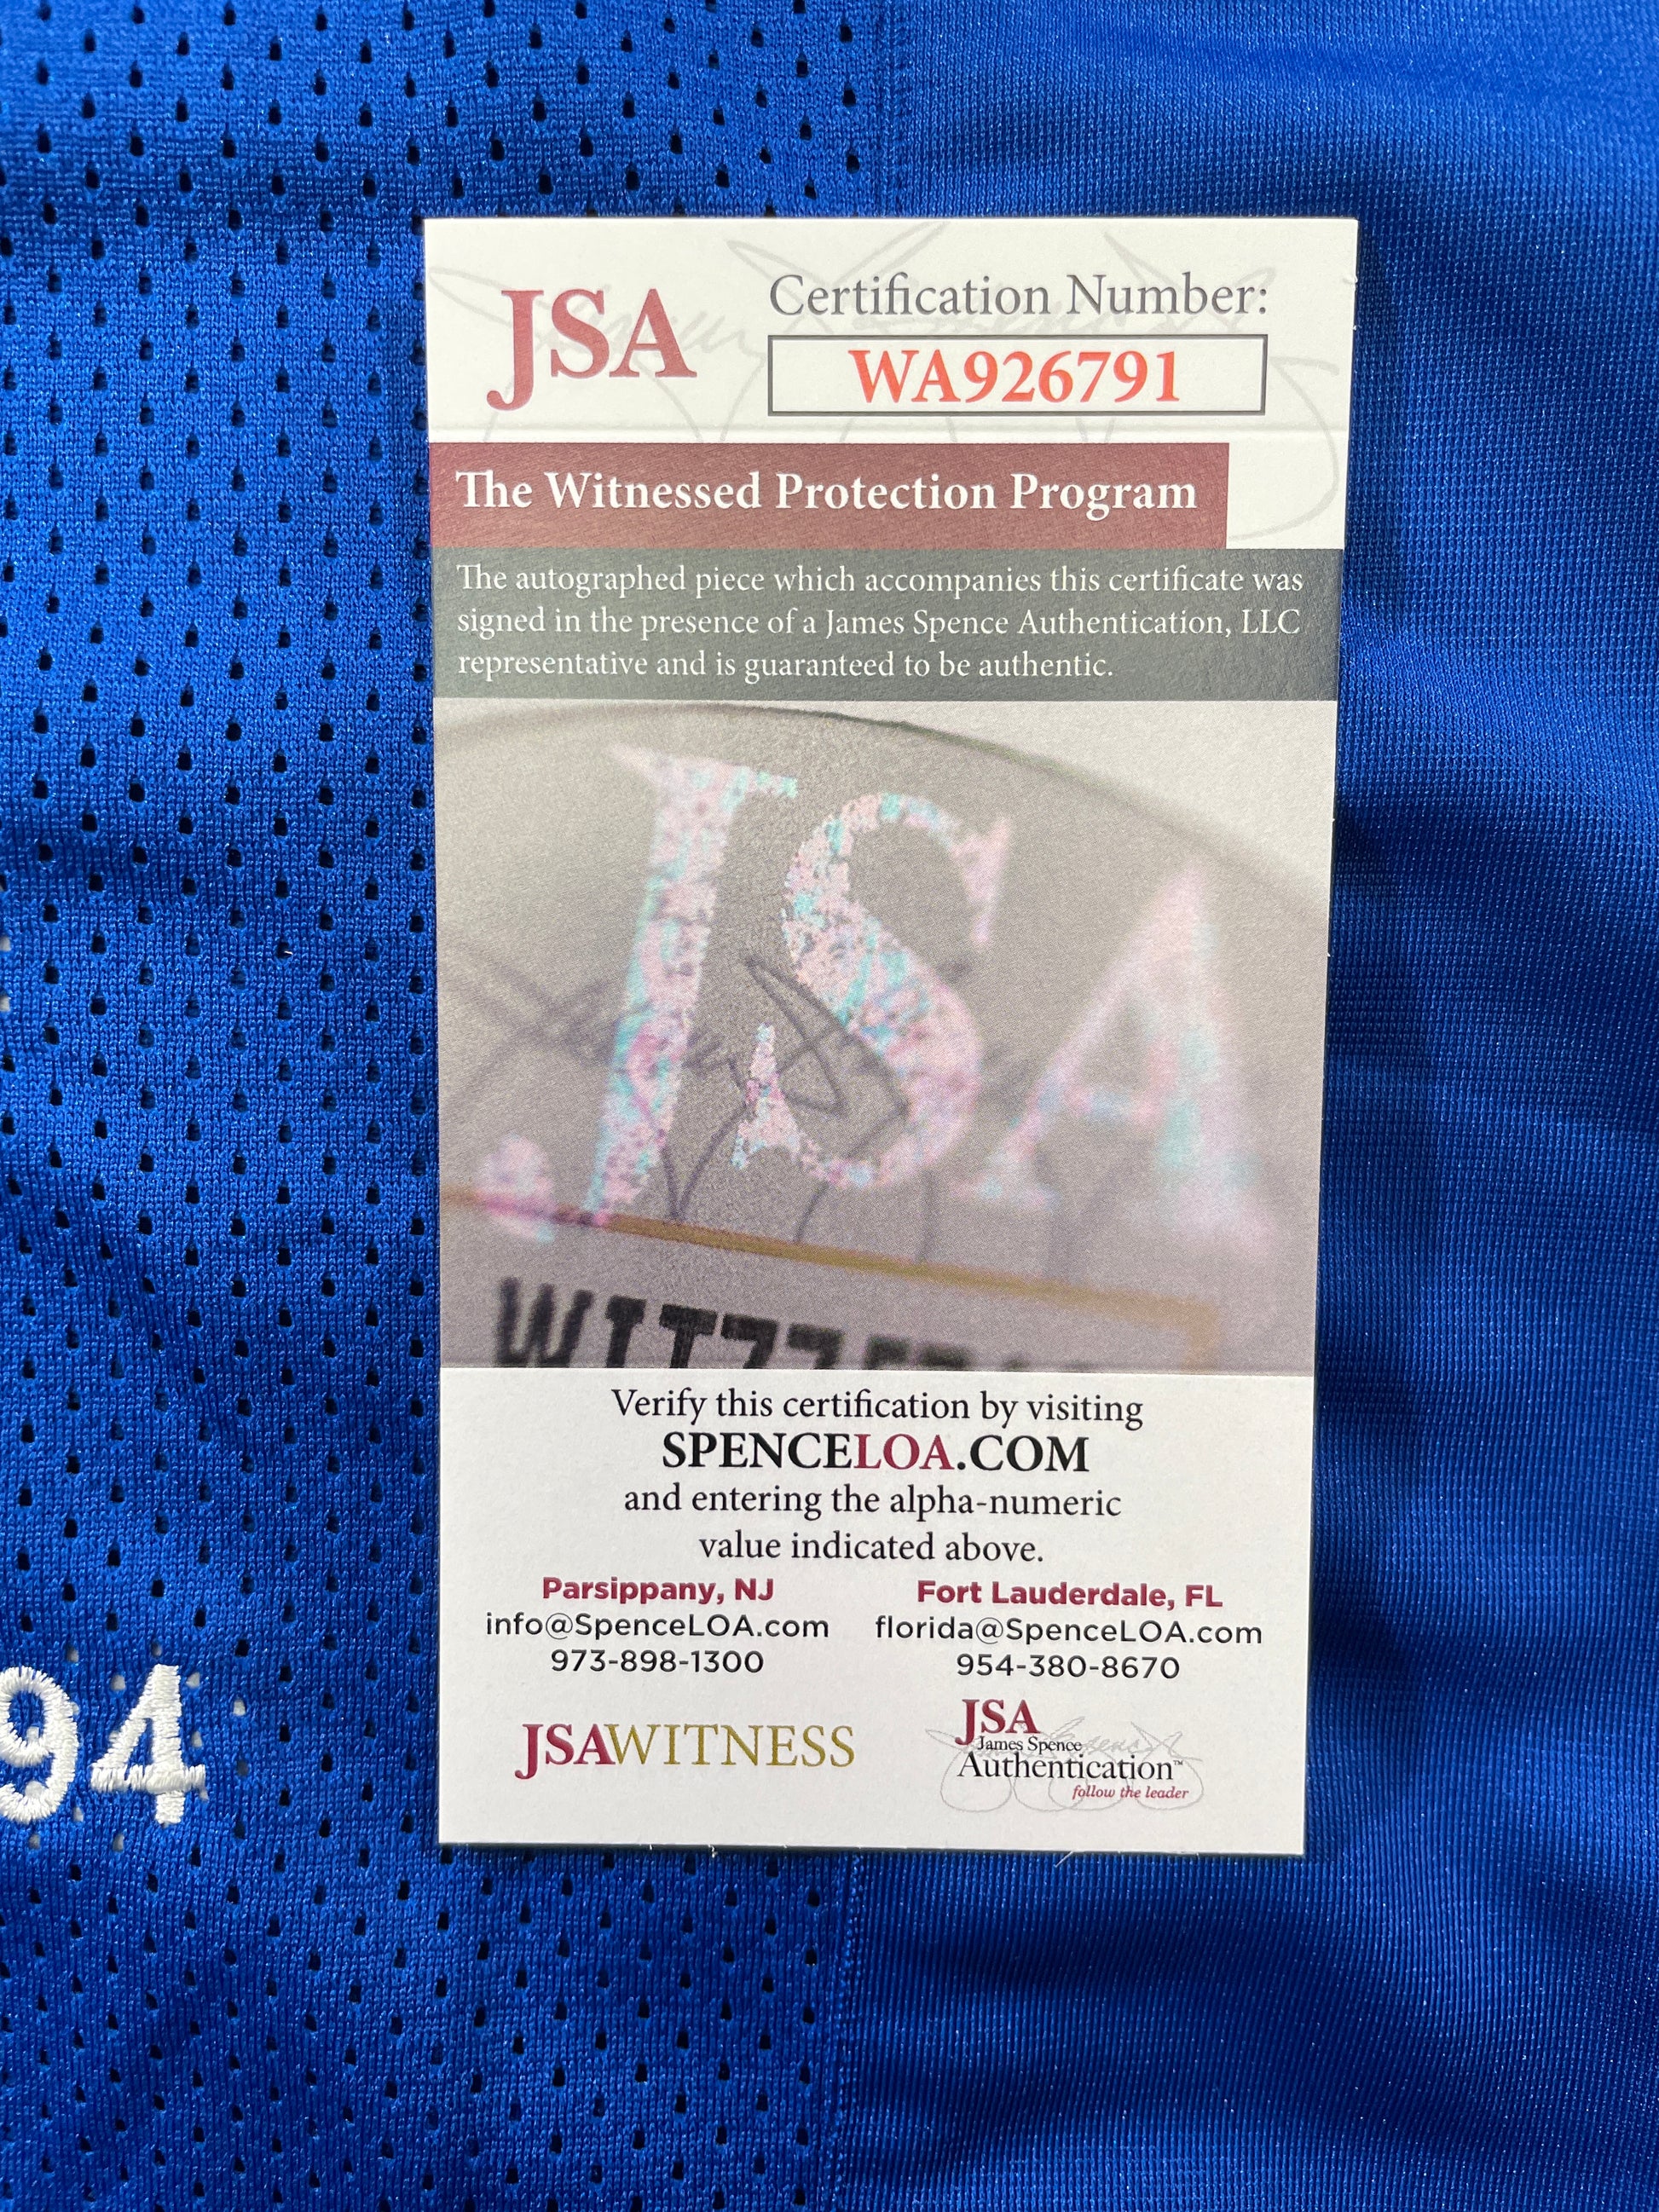 JSA
Certification Number:
WA926791
The Witnessed Protection Program
The autographed piece which accompanies this certificate was
signed in the presence of a James Spence Authentication, LLC
representative and is guaranteed to be authentic.
JSA
Verify this certification by visiting
SPENCELOA.COM
and entering the alpha-numeric
value indicated above.
Parsippany, NJ
info@SpenceLOA.com
973-898-1300
Fort Lauderdale, FL
florida@SpenceLOA.com
954-380-8670
94
JSAWITNESS
JSA
James Spence
Authentication™
follow the leader